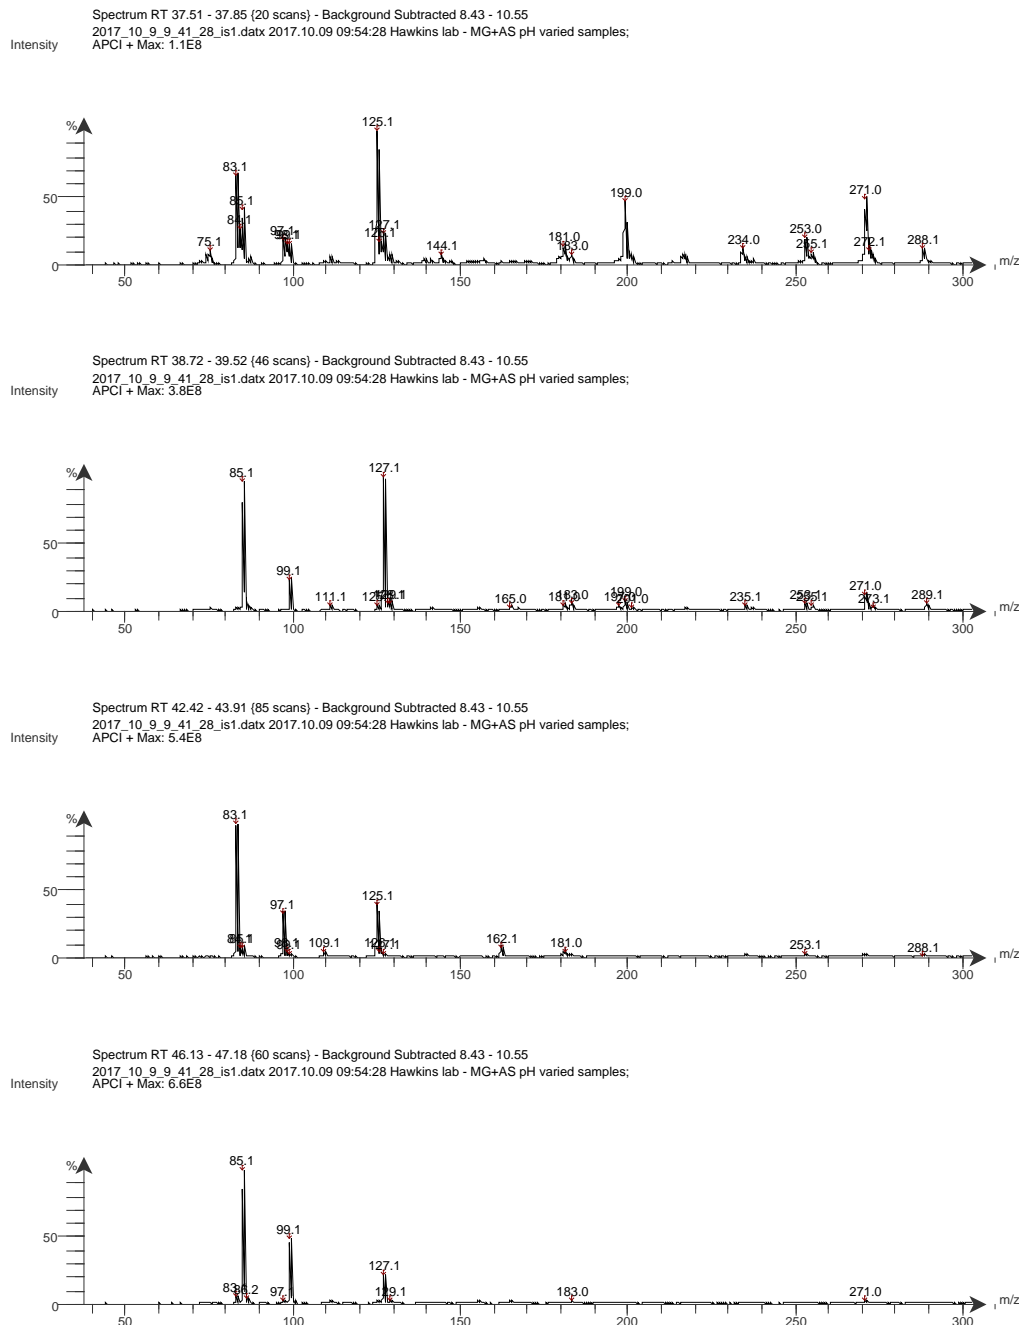 Spectrum RT 37.51 - 37.85 {20 scans} - Background Subtracted 8.43 - 10.55
2017_10_9_9_41_28_is1.datx 2017.10.09 09:54:28 Hawkins lab - MG+AS pH varied samples;
Intensity APCI + Max: 1.1E8
%
125.1
83.1
85.1
199.0
271.0
127.1
97.1
181.0
253.0
75.1
144.1
234.0
272.1
288.1
50
0
50 100 150 200 250 300
m/z
Spectrum RT 38.72 - 39.52 {46 scans} - Background Subtracted 8.43 - 10.55
2017_10_9_9_41_28_is1.datx 2017.10.09 09:54:28 Hawkins lab - MG+AS pH varied samples;
Intensity APCI + Max: 3.8E8
%
85.1
127.1
99.1
111.1
165.0
199.0
235.1
271.0
273.1
289.1
50
0
50 100 150 200 250 300
m/z
Spectrum RT 42.42 - 43.91 {85 scans} - Background Subtracted 8.43 - 10.55
2017_10_9_9_41_28_is1.datx 2017.10.09 09:54:28 Hawkins lab - MG+AS pH varied samples;
Intensity APCI + Max: 5.4E8
%
83.1
97.1
125.1
109.1
162.1
181.0
253.1
288.1
50
0
50 100 150 200 250 300
m/z
Spectrum RT 46.13 - 47.18 {60 scans} - Background Subtracted 8.43 - 10.55
2017_10_9_9_41_28_is1.datx 2017.10.09 09:54:28 Hawkins lab - MG+AS pH varied samples;
Intensity APCI + Max: 6.6E8
%
85.1
99.1
127.1
129.1
183.0
271.0
50
0
50 100 150 200 250 300
m/z